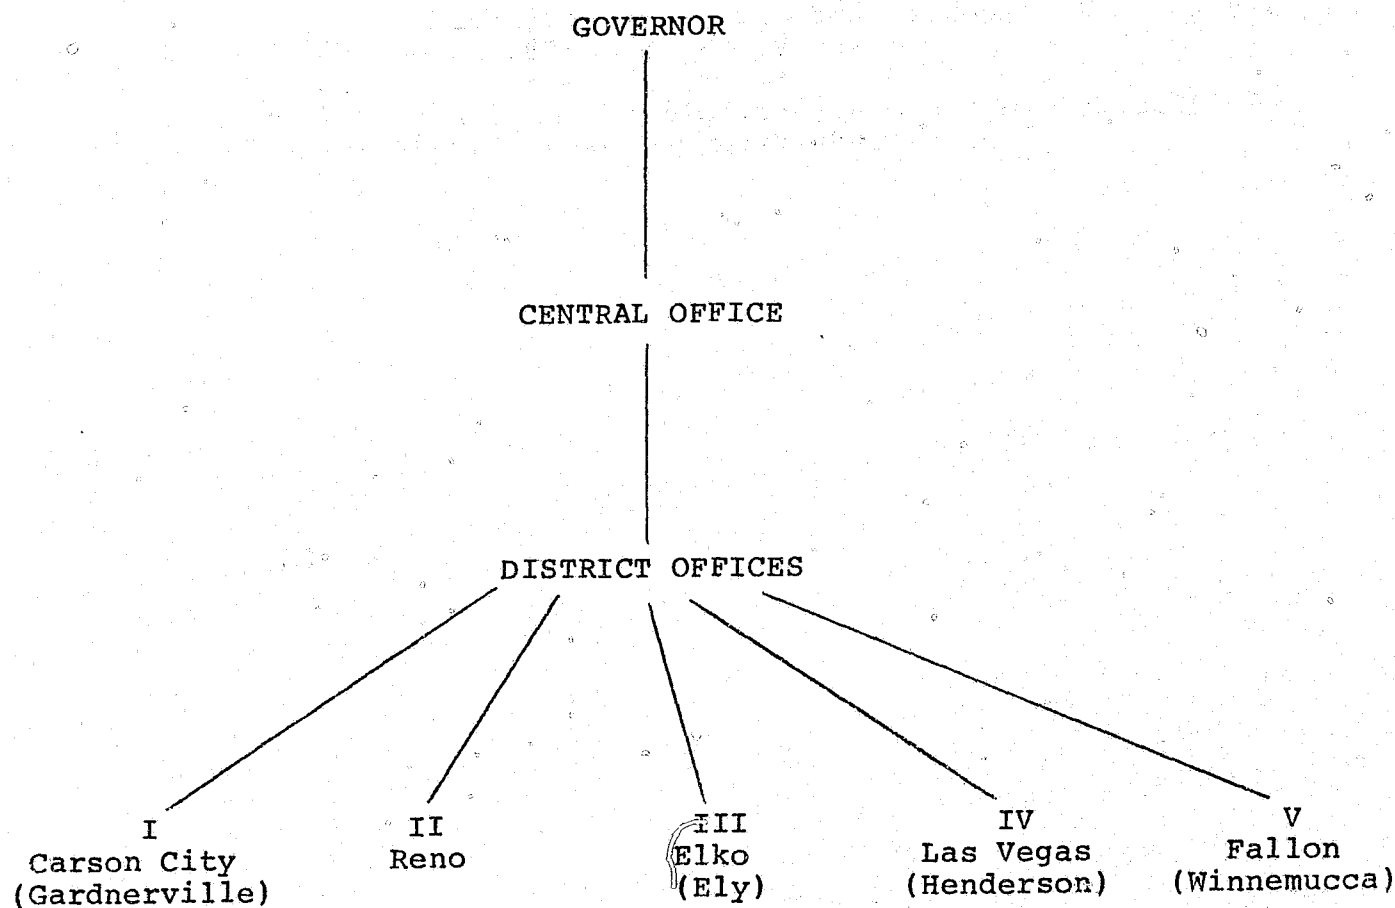 GOVERNOR
CENTRAL OFFICE
DISTRICT OFFICES
I
Carson City
(Gardnerville)
II
Reno
III
Elko
(Ely)
IV
Las Vegas
(Henderson)
V
Fallon
(Winnemucca)